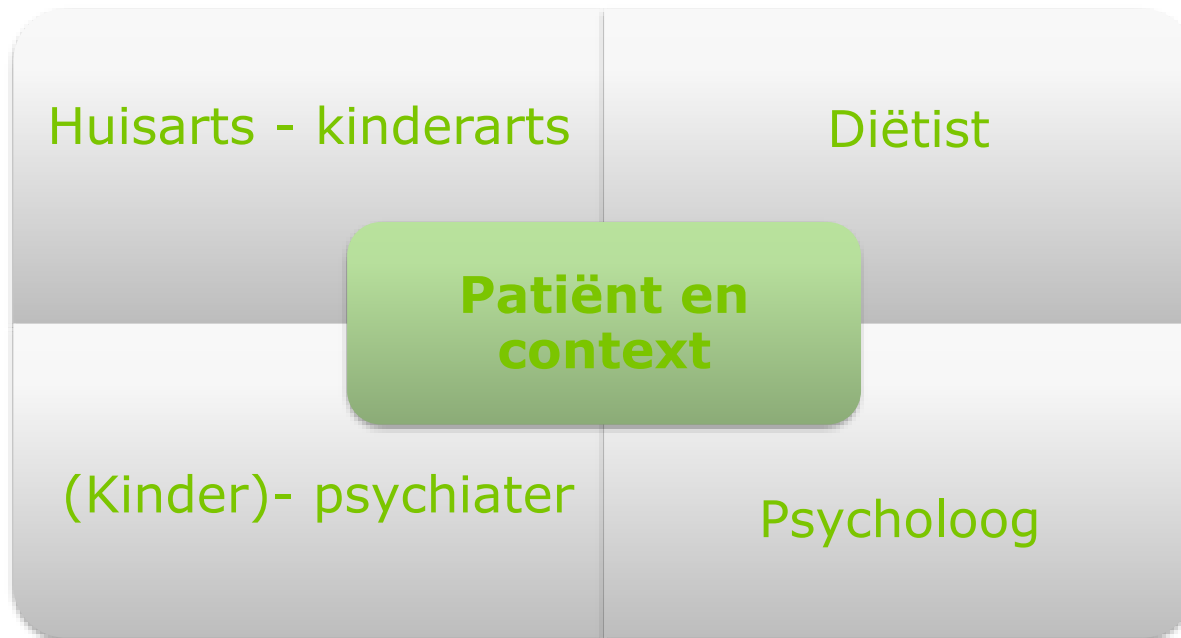 Huisarts - kinderarts
Diëtist
Patiënt en
context
(Kinder)- psychiater
Psycholoog